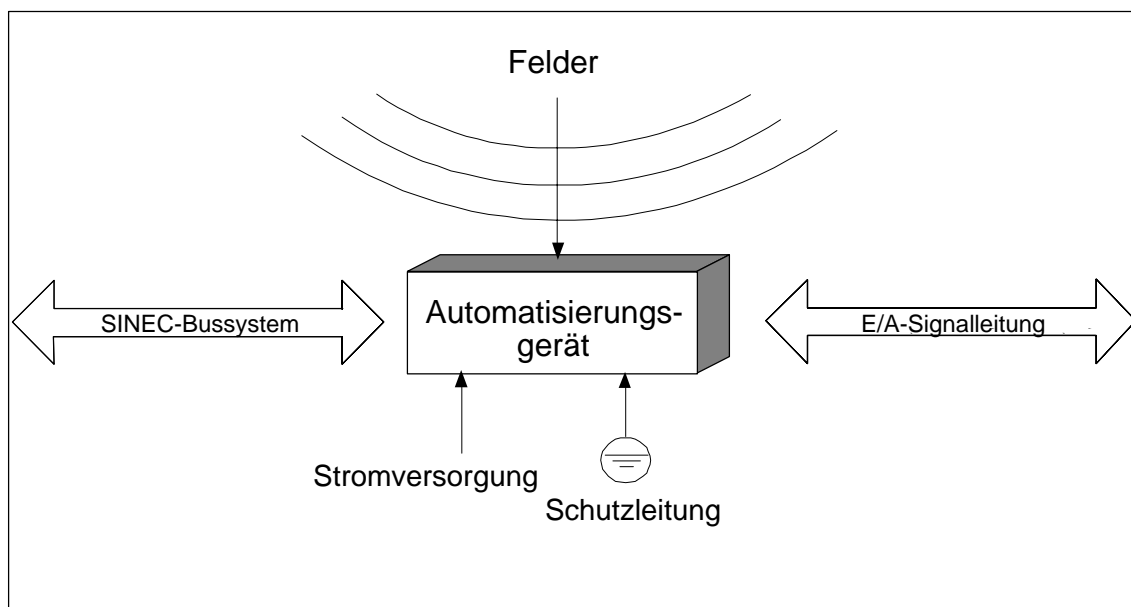 Felder
SINEC-Bussystem
Automatisierungs-
gerät
E/A-Signalleitung
Stromversorgung
Schutzleitung